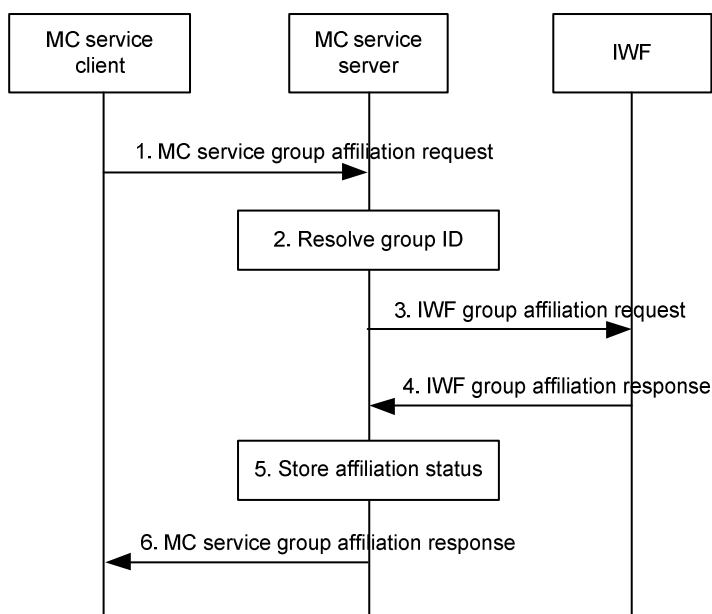 MC service
client
MC service
server
IWF
1. MC service group affiliation request
2. Resolve group ID
3. IWF group affiliation request
4. IWF group affiliation response
5. Store affiliation status
6. MC service group affiliation response